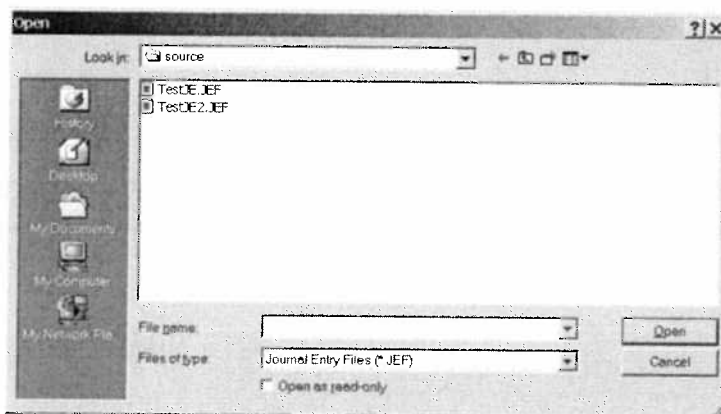 Open
Look in: source
TestJE.JEF
TestJE2.JEF
History
Desktop
My Documents
My Computer
My Network Pla...
File name:
Open
Files of type: Journal Entry Files (*.JEF)
Cancel
Open as read-only